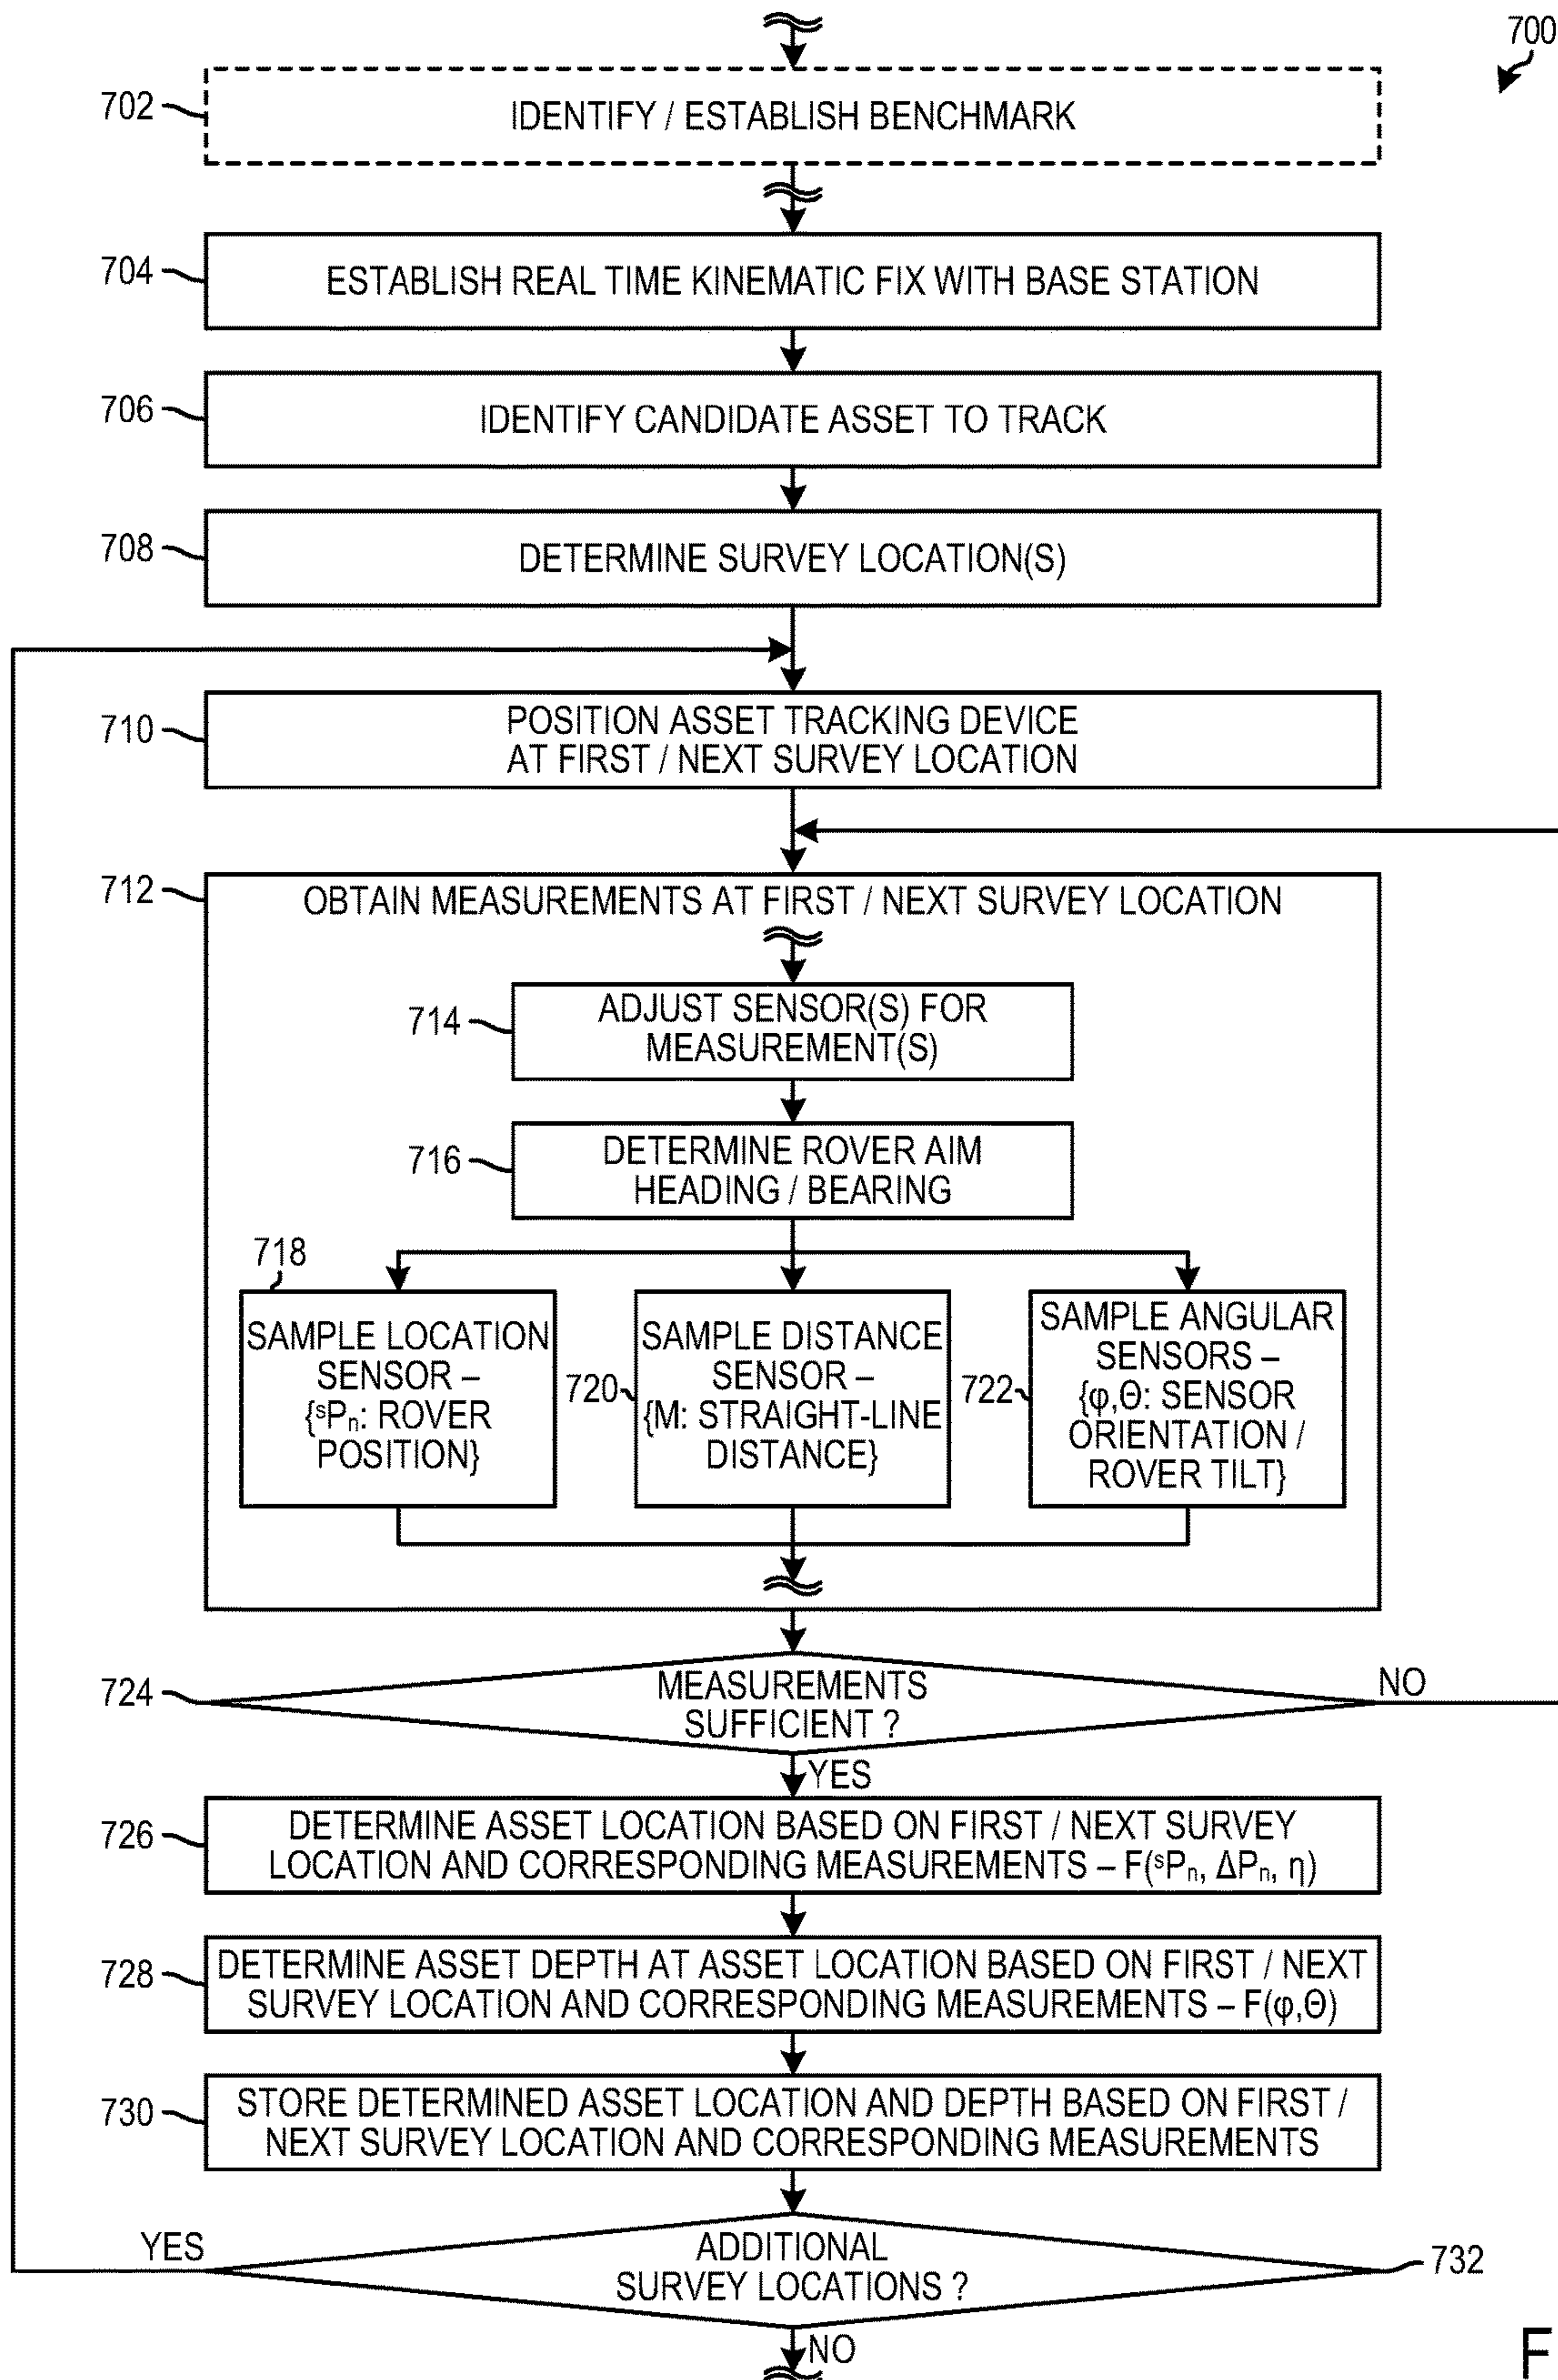 700
702
IDENTIFY / ESTABLISH BENCHMARK
704
ESTABLISH REAL TIME KINEMATIC FIX WITH BASE STATION
706
IDENTIFY CANDIDATE ASSET TO TRACK
708
DETERMINE SURVEY LOCATION(S)
710
POSITION ASSET TRACKING DEVICE
AT FIRST / NEXT SURVEY LOCATION
712
OBTAIN MEASUREMENTS AT FIRST / NEXT SURVEY LOCATION
714
ADJUST SENSOR(S) FOR
MEASUREMENT(S)
716
DETERMINE ROVER AIM
HEADING / BEARING
718
SAMPLE LOCATION
SENSOR –
{ˢPₙ: ROVER
POSITION}
720
SAMPLE DISTANCE
SENSOR –
{M: STRAIGHT-LINE
DISTANCE}
722
SAMPLE ANGULAR
SENSORS –
{φ,Θ: SENSOR
ORIENTATION /
ROVER TILT}
724
MEASUREMENTS
SUFFICIENT ?
NO
YES
726
DETERMINE ASSET LOCATION BASED ON FIRST / NEXT SURVEY
LOCATION AND CORRESPONDING MEASUREMENTS – F(ˢPₙ, ΔPₙ, η)
728
DETERMINE ASSET DEPTH AT ASSET LOCATION BASED ON FIRST / NEXT
SURVEY LOCATION AND CORRESPONDING MEASUREMENTS – F(φ,Θ)
730
STORE DETERMINED ASSET LOCATION AND DEPTH BASED ON FIRST /
NEXT SURVEY LOCATION AND CORRESPONDING MEASUREMENTS
YES
ADDITIONAL
SURVEY LOCATIONS ?
732
NO
F